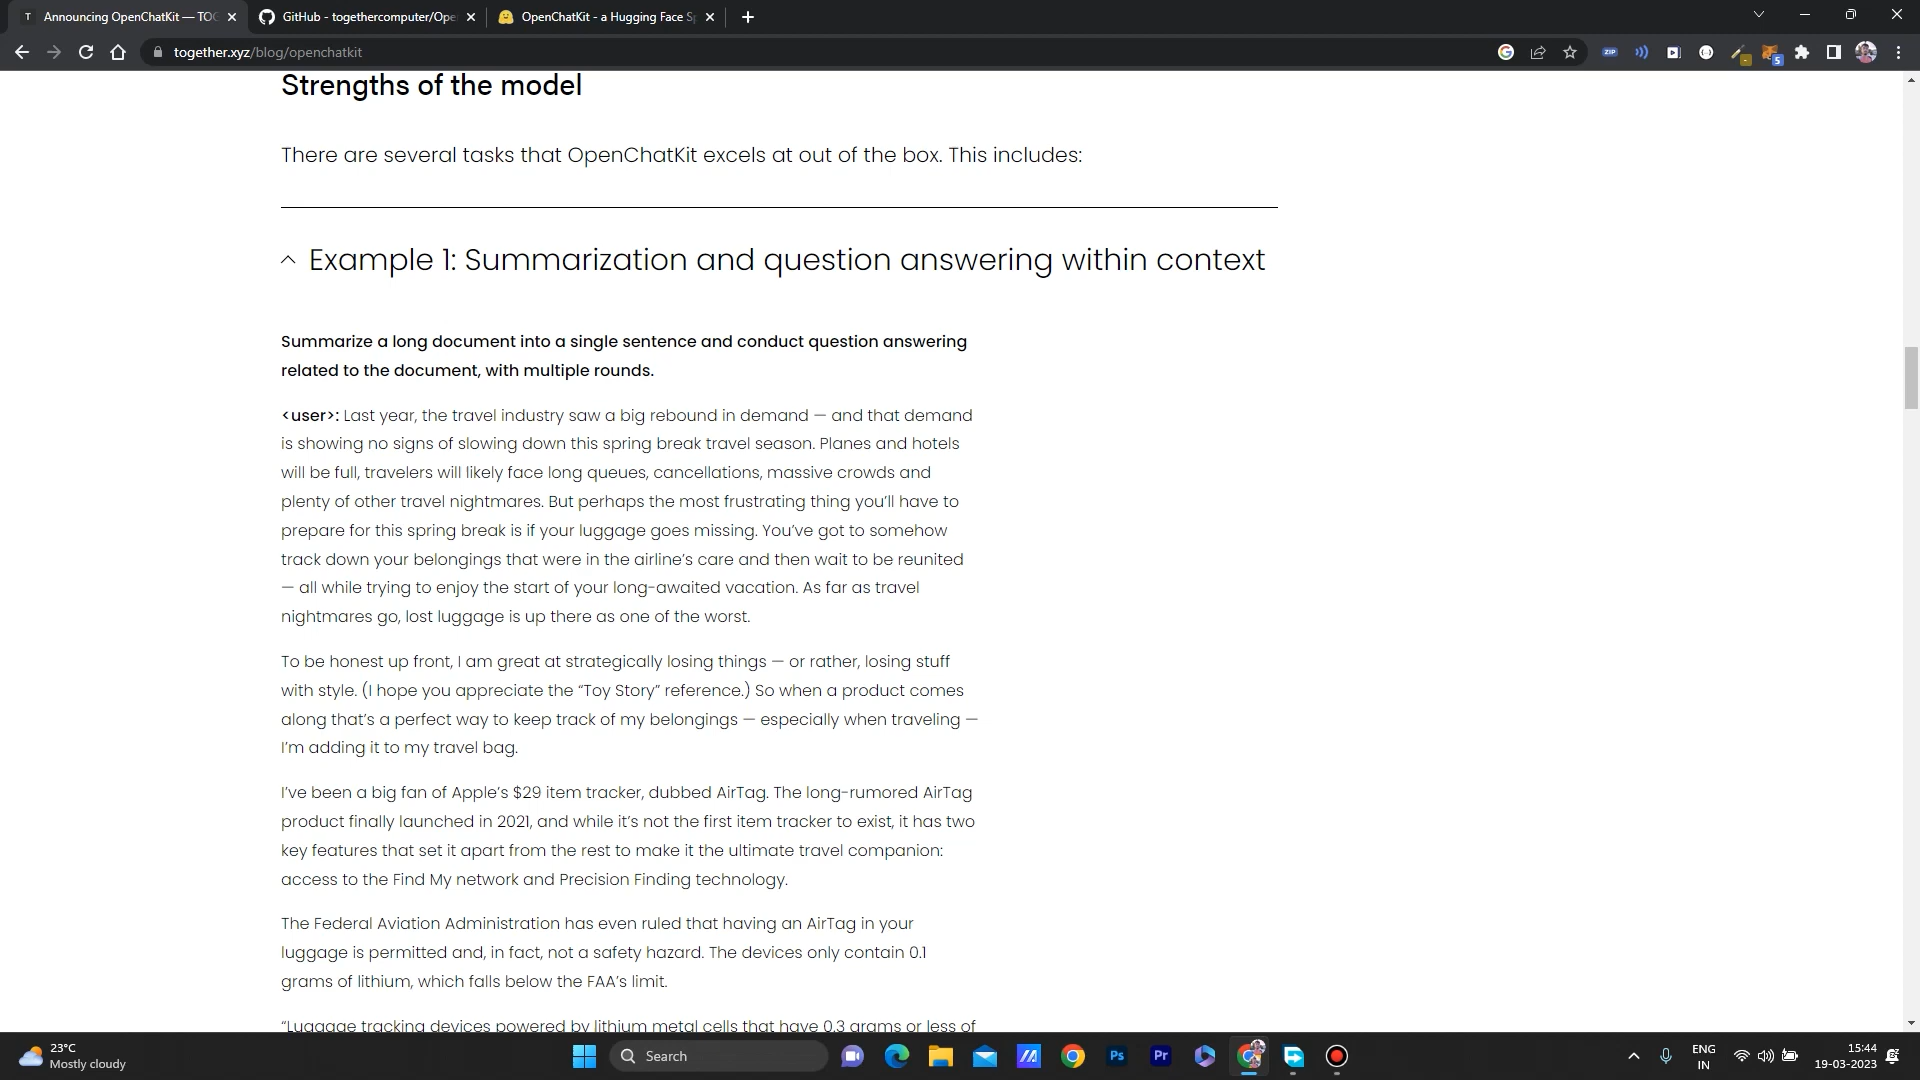 Announcing OpenChatKit — TOG
GitHub - togethercomputer/Ope
OpenChatKit - a Hugging Face Sp
together.xyz/blog/openchatkit
ZIP
5
Strengths of the model
There are several tasks that OpenChatKit excels at out of the box. This includes:
Example 1: Summarization and question answering within context
Summarize a long document into a single sentence and conduct question answering
related to the document, with multiple rounds.
<user>: Last year, the travel industry saw a big rebound in demand — and that demand
is showing no signs of slowing down this spring break travel season. Planes and hotels
will be full, travelers will likely face long queues, cancellations, massive crowds and
plenty of other travel nightmares. But perhaps the most frustrating thing you’ll have to
prepare for this spring break is if your luggage goes missing. You’ve got to somehow
track down your belongings that were in the airline’s care and then wait to be reunited
— all while trying to enjoy the start of your long-awaited vacation. As far as travel
nightmares go, lost luggage is up there as one of the worst.
To be honest up front, I am great at strategically losing things — or rather, losing stuff
with style. (I hope you appreciate the “Toy Story” reference.) So when a product comes
along that’s a perfect way to keep track of my belongings — especially when traveling —
I’m adding it to my travel bag.
I’ve been a big fan of Apple’s $29 item tracker, dubbed AirTag. The long-rumored AirTag
product finally launched in 2021, and while it’s not the first item tracker to exist, it has two
key features that set it apart from the rest to make it the ultimate travel companion:
access to the Find My network and Precision Finding technology.
The Federal Aviation Administration has even ruled that having an AirTag in your
luggage is permitted and, in fact, not a safety hazard. The devices only contain 0.1
grams of lithium, which falls below the FAA’s limit.
“Luggage tracking devices powered by lithium metal cells that have 0.3 grams or less of
23°C
Mostly cloudy
Search
Ps
Pr
ENG
IN
15:44
19-03-2023